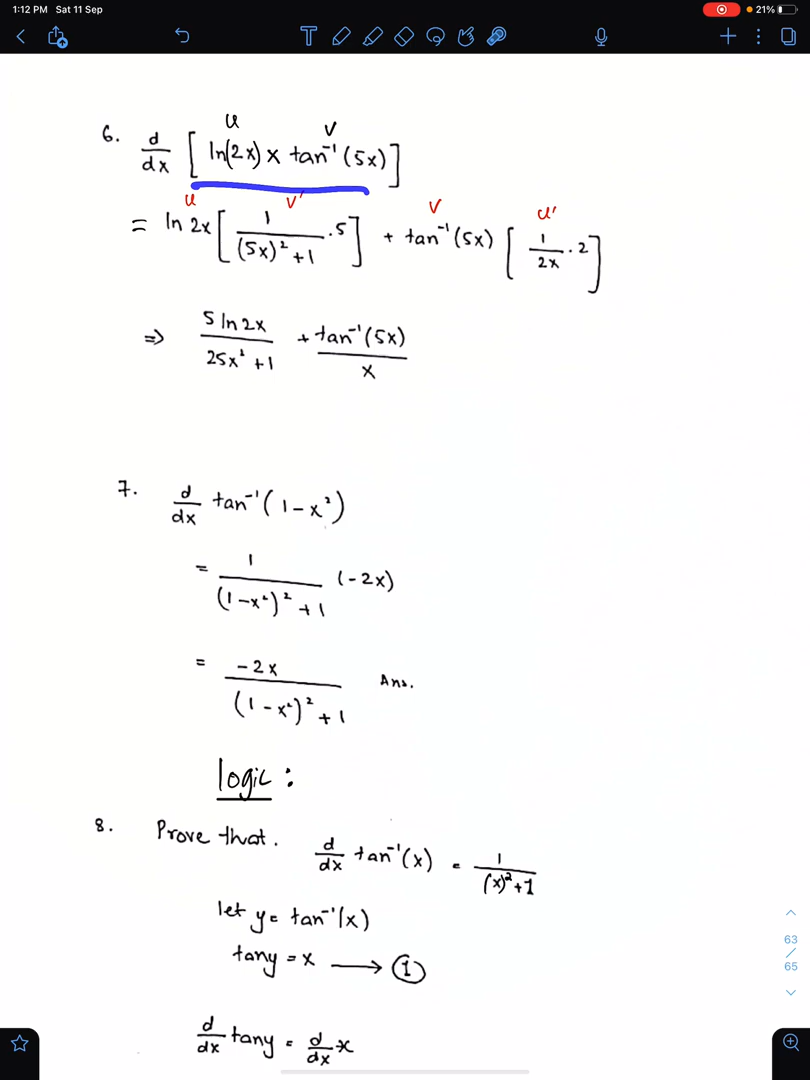 1:12 PM Sat 11 Sep
21%
T
u v
6. d/dx [ ln(2x) x tan⁻¹(5x) ]
u v' v u'
= ln 2x [ 1/((5x)² + 1) . 5 ] + tan⁻¹(5x) [ 1/2x . 2 ]
⇒ 5 ln 2x/(25x² + 1) + tan⁻¹(5x)/x
7. d/dx tan⁻¹(1 - x²)
= 1/((1 - x²)² + 1) (-2x)
= -2x/((1 - x²)² + 1) Ans.
logic :
8. Prove that. d/dx tan⁻¹(x) = 1/((x)² + 1)
let y = tan⁻¹(x)
tany = x ⟶ ①
d/dx tany = d/dx x
63
/
65